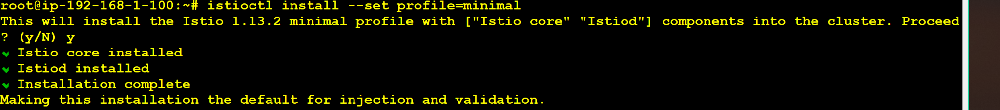 root@ip-192-168-1-100:~# istioctl install --set profile=minimal
This will install the Istio 1.13.2 minimal profile with ["Istio core" "Istiod"] components into the cluster. Proceed
? (y/N) y
✔ Istio core installed
✔ Istiod installed
✔ Installation complete
Making this installation the default for injection and validation.